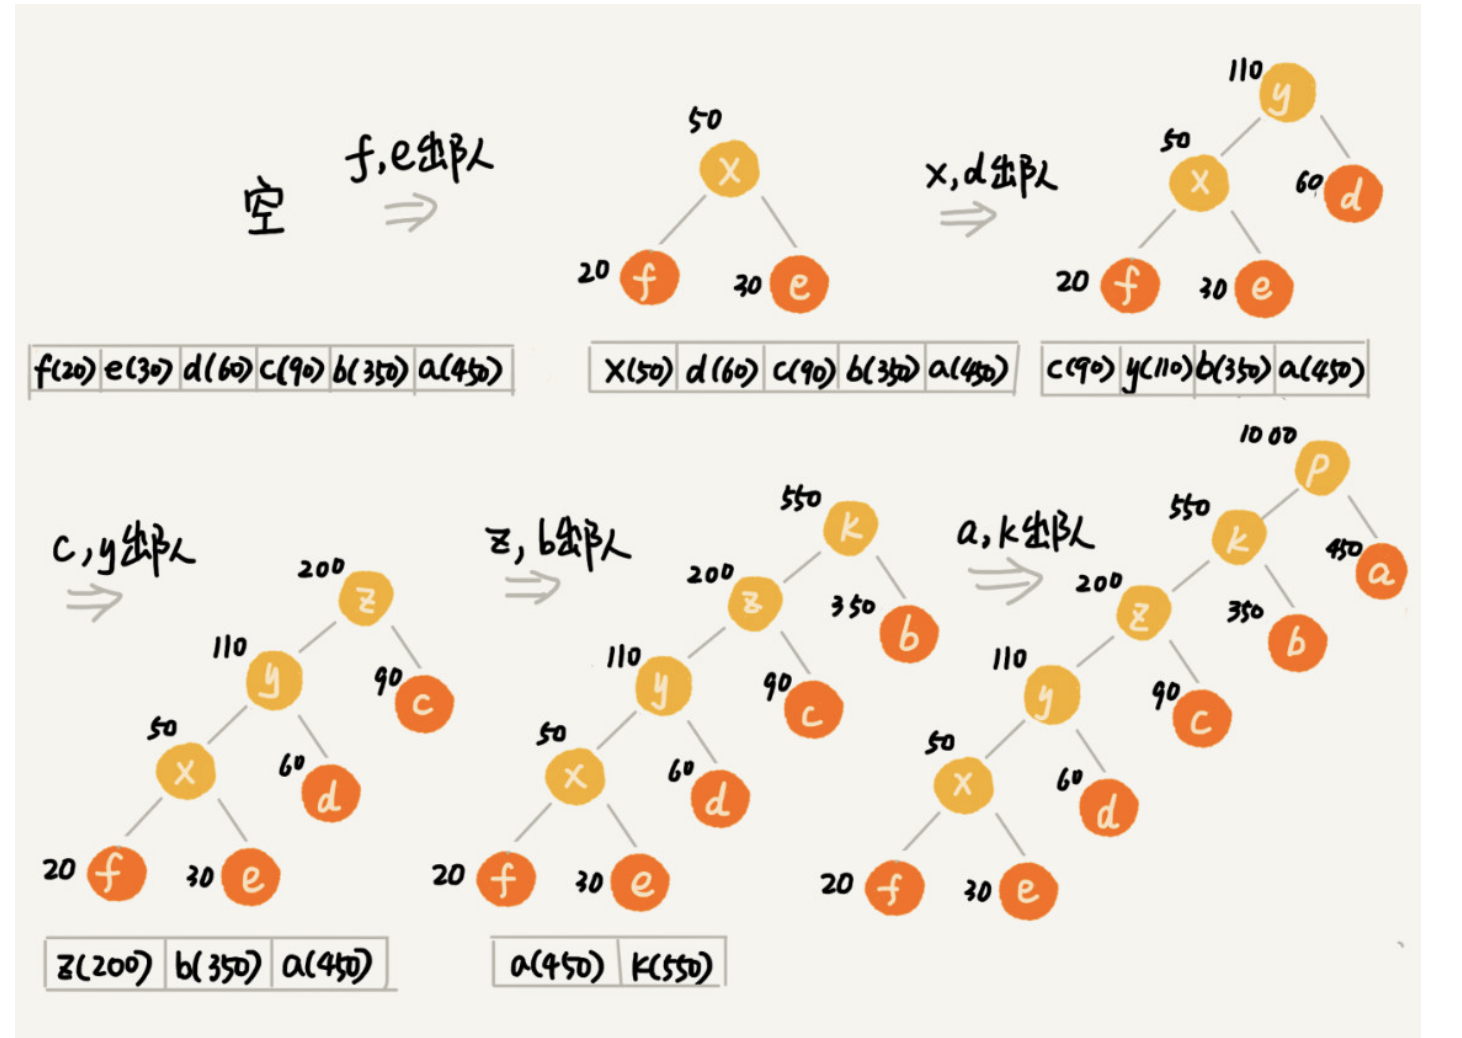 空
f,e出队
50
x
20 f
30 e
x,d出队
110 y
50 x
60 d
20 f
30 e
f(20) e(30) d(60) c(90) b(350) a(450)
x(50) d(60) c(90) b(350) a(450)
c(90) y(110) b(350) a(450)
c,y出队
200 z
110 y
90 c
50 x
60 d
20 f
30 e
z(200) b(350) a(450)
z,b出队
550 k
200 z
350 b
110 y
90 c
50 x
60 d
20 f
30 e
a(450) k(550)
a,k出队
1000 p
550 k
450 a
200 z
350 b
110 y
90 c
50 x
60 d
20 f
30 e